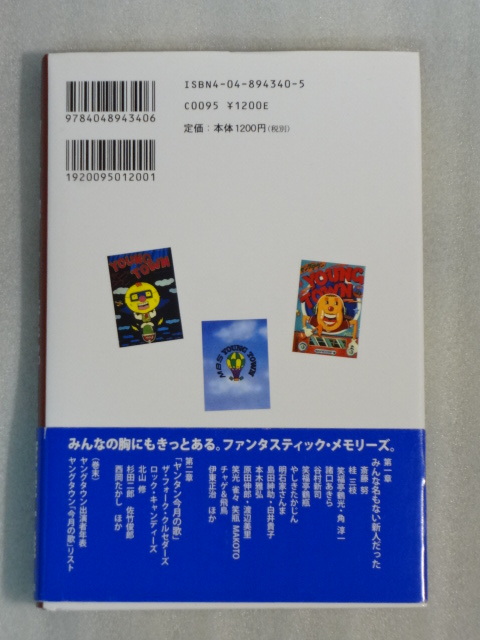 ISBN4-04-894340-5
C0095 ¥1200E
定価：本体1200円(税別)
9784048943406
1920095012001
YOUNG TOWN
YOUNG TOWN
MBS YOUNG TOWN
みんなの胸にもきっとある。ファンタスティック・メモリーズ。
第一章
みんな名もない新人だった
斎藤 努
桂 三枝
笑福亭鶴光・角 淳一
諸口あきら
谷村新司
笑福亭鶴瓶
やしきたかじん
明石家さんま
島田紳助・白井貴子
本木雅弘
原田伸郎・渡辺美里
笑光 雀々 笑瓶 MAKOTO
チャゲ&飛鳥
伊東正治 ほか
第二章
「ヤンタン今月の歌」
ザ・フォーク・クルセダーズ
ロック・キャンディーズ
北山 修
杉田二郎 佐竹俊郎
西岡たかし ほか
〈巻末〉
ヤングタウン出演者年表
ヤングタウン「今月の歌」リスト